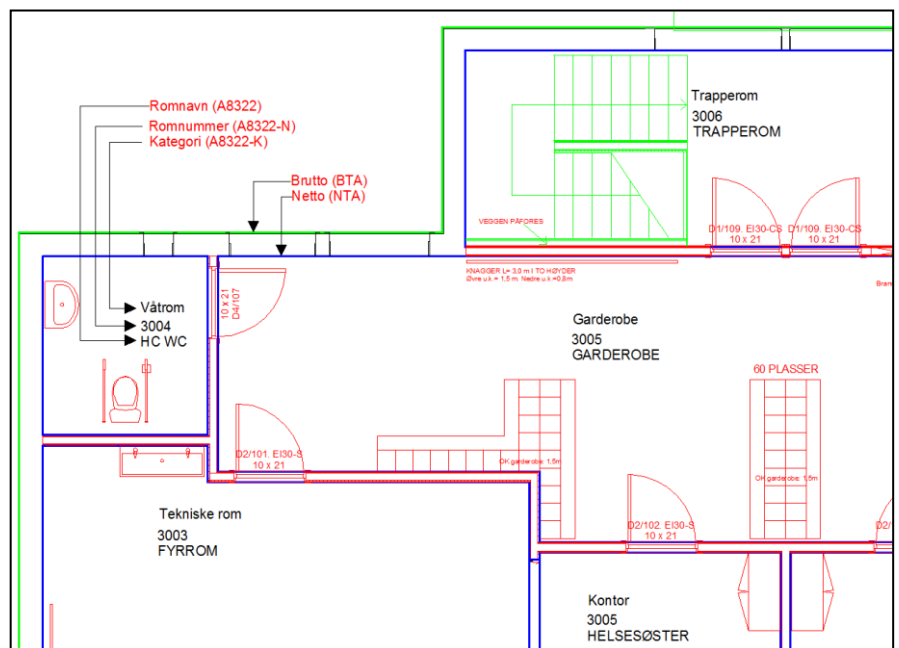 Romnavn (A8322)
Romnummer (A8322-N)
Kategori (A8322-K)
Brutto (BTA)
Netto (NTA)
Trapperom
3006
TRAPPEROM
VEGGEN PÅFORES
D1/109. EI30-CS
10 x 21
D1/109. EI30-CS
10 x 21
KNAGGER L= 3,0 m I TO HØYDER
Øvre u.k = 1,5 m. Nedre u.k =0,8m
10 x 21
D4/107
Våtrom
3004
HC WC
Garderobe
3005
GARDEROBE
60 PLASSER
D2/101. EI30-S
10 x 21
OK garderobe: 1,5m
OK garderobe: 1,5m
Tekniske rom
3003
FYRROM
D2/102. EI30-S
10 x 21
Kontor
3005
HELSESØSTER